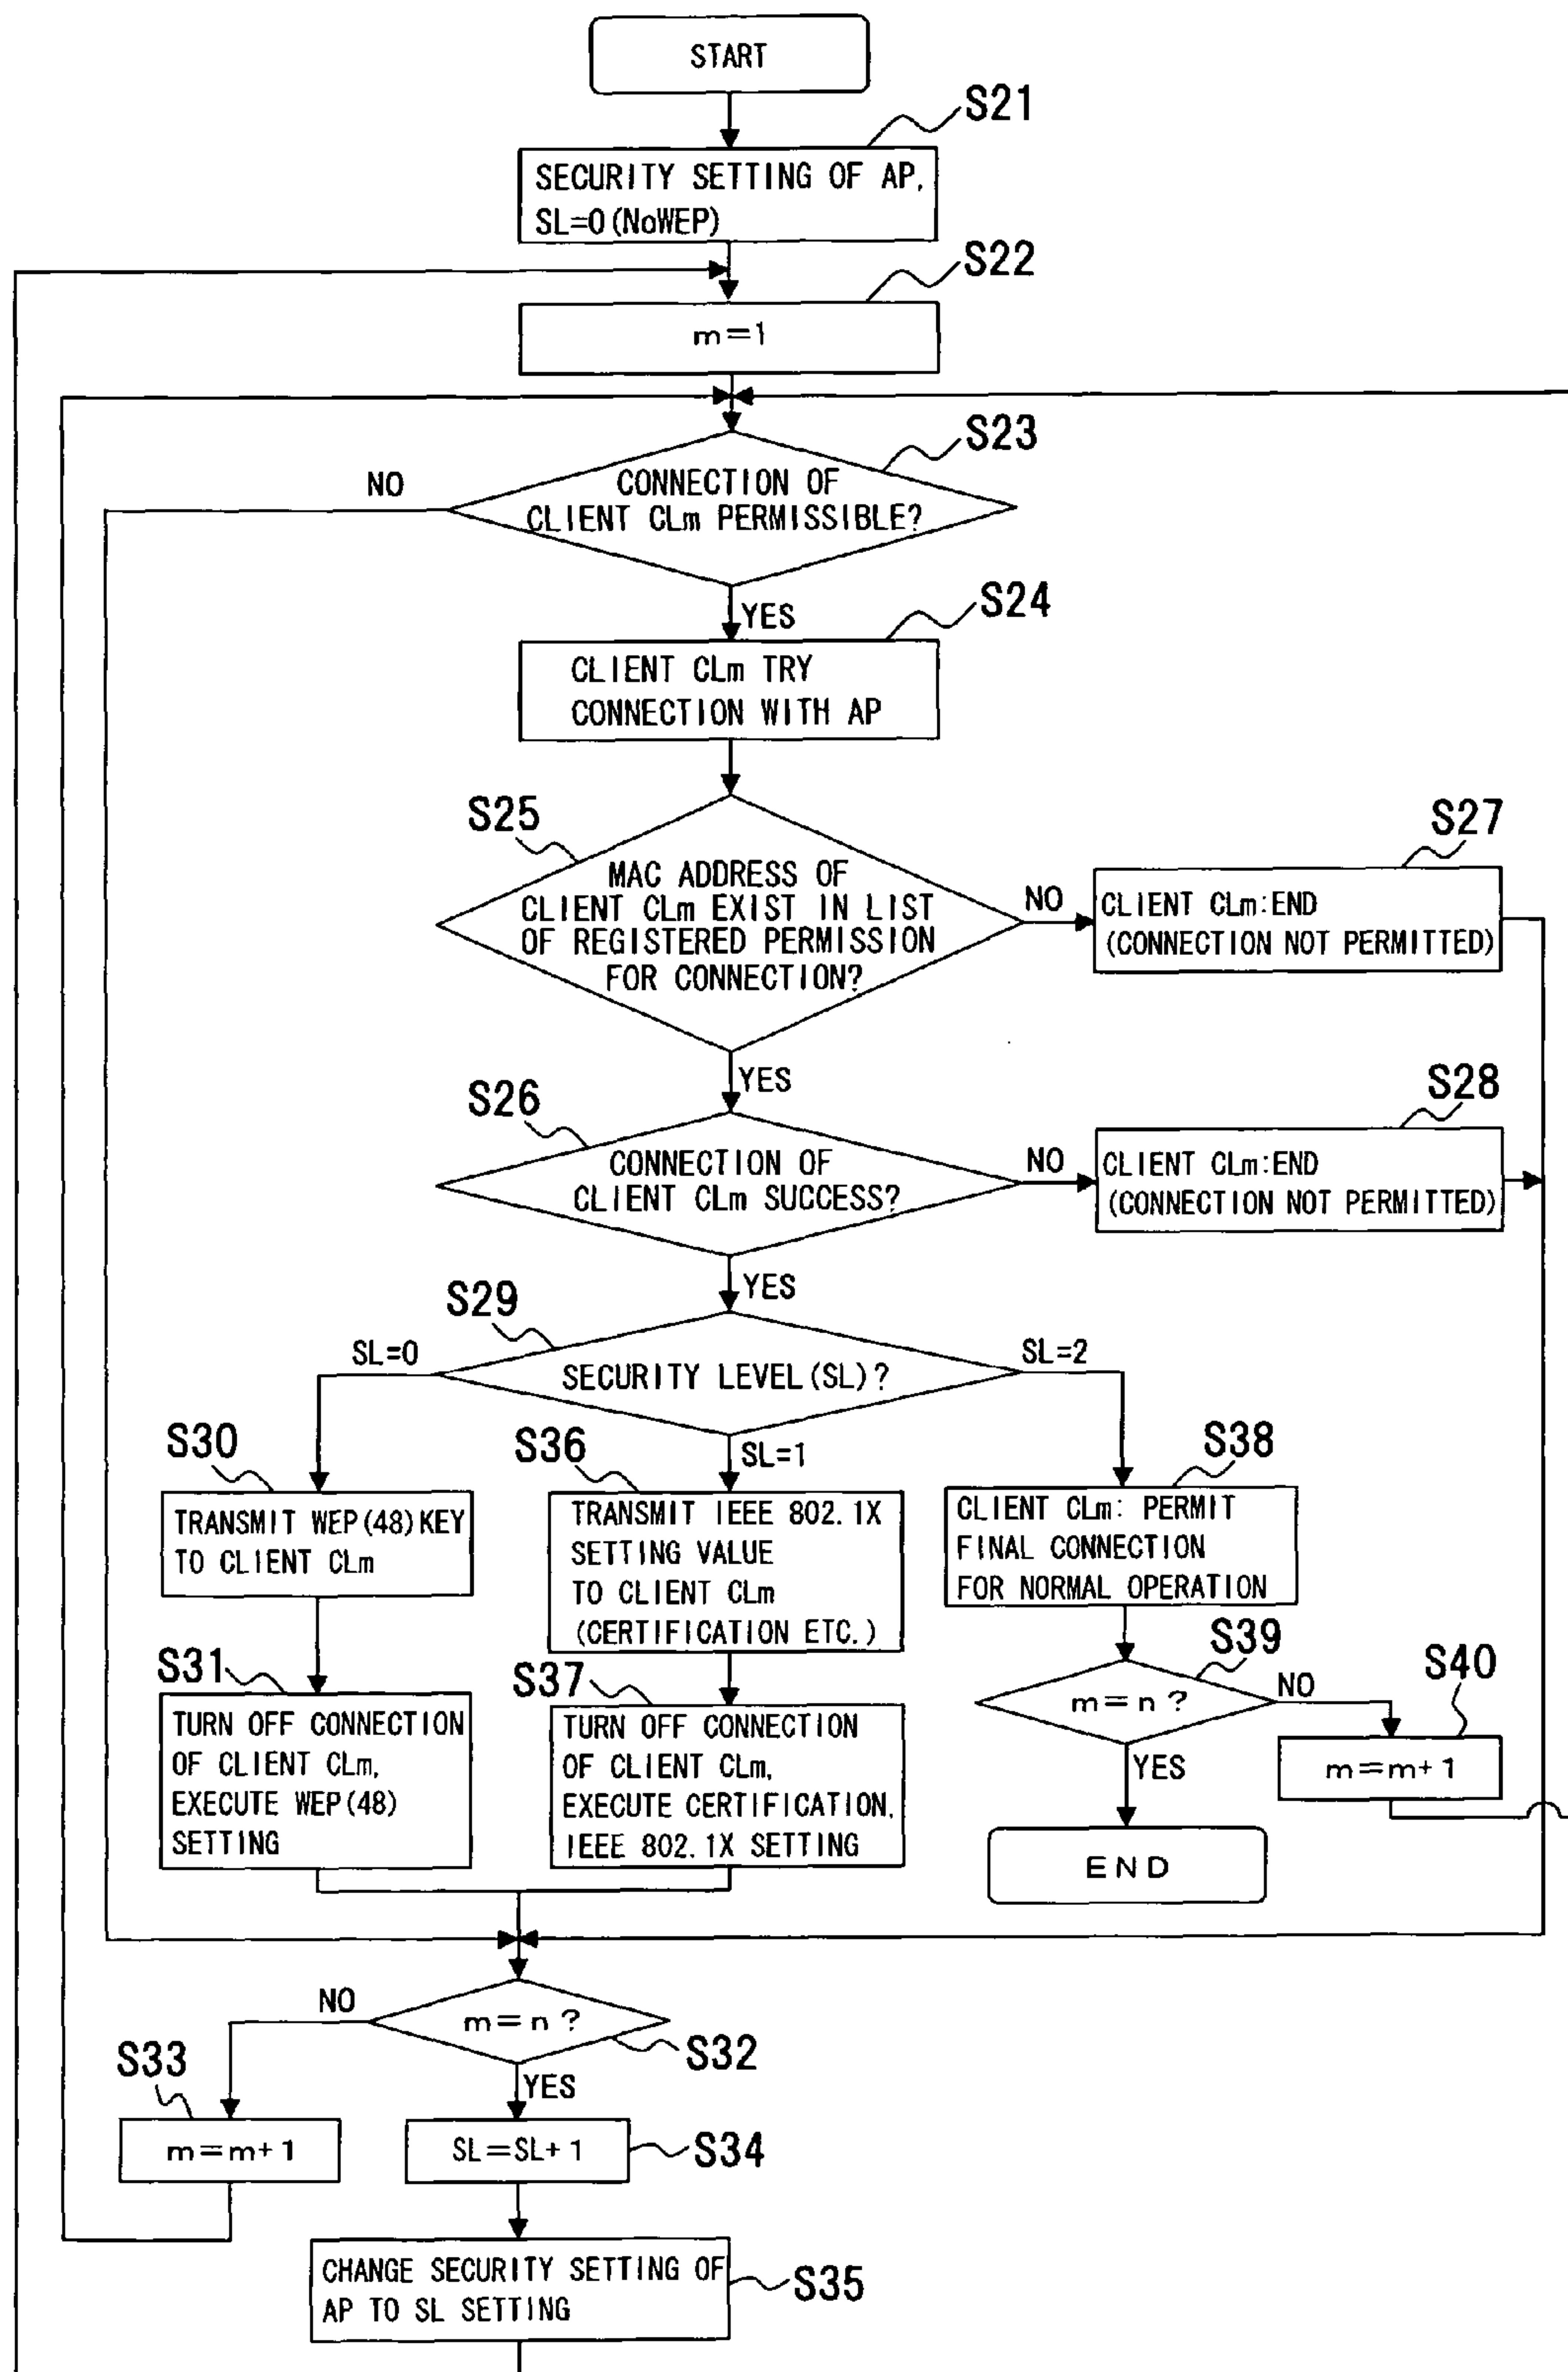 START
S21
SECURITY SETTING OF AP,
SL=0(NoWEP)
S22
m=1
S23
NO
CONNECTION OF
CLIENT CLm PERMISSIBLE?
YES
S24
CLIENT CLm TRY
CONNECTION WITH AP
S25
MAC ADDRESS OF
CLIENT CLm EXIST IN LIST
OF REGISTERED PERMISSION
FOR CONNECTION?
NO
S27
CLIENT CLm:END
(CONNECTION NOT PERMITTED)
YES
S26
CONNECTION OF
CLIENT CLm SUCCESS?
NO
S28
CLIENT CLm:END
(CONNECTION NOT PERMITTED)
YES
S29
SL=0
SECURITY LEVEL(SL)?
SL=2
SL=1
S30
TRANSMIT WEP(48)KEY
TO CLIENT CLm
S36
TRANSMIT IEEE 802.1X
SETTING VALUE
TO CLIENT CLm
(CERTIFICATION ETC.)
S38
CLIENT CLm: PERMIT
FINAL CONNECTION
FOR NORMAL OPERATION
S31
TURN OFF CONNECTION
OF CLIENT CLm,
EXECUTE WEP(48)
SETTING
S37
TURN OFF CONNECTION
OF CLIENT CLm,
EXECUTE CERTIFICATION,
IEEE 802.1X SETTING
S39
m=n?
NO
S40
m=m+1
YES
END
NO
m=n?
S32
YES
S33
m=m+1
SL=SL+1
S34
CHANGE SECURITY SETTING OF
AP TO SL SETTING
S35